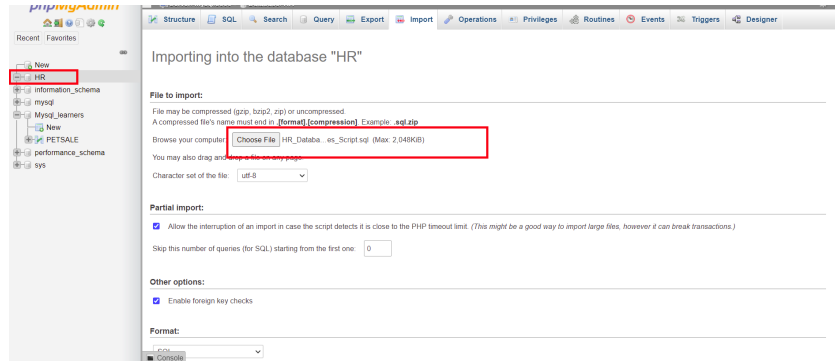 phpMyAdmin
Structure SQL Search Query Export Import Operations Privileges Routines Events Triggers Designer
Recent Favorites
New
HR
information_schema
mysql
Mysql_learners
New
PETSALE
performance_schema
sys
Importing into the database "HR"
File to import:
File may be compressed (gzip, bzip2, zip) or uncompressed.
A compressed file's name must end in .[format].[compression]. Example: .sql.zip
Browse your computer: Choose File HR_Databa...es_Script.sql (Max: 2,048KiB)
You may also drag and drop a file on any page.
Character set of the file: utf-8
Partial import:
Allow the interruption of an import in case the script detects it is close to the PHP timeout limit. (This might be a good way to import large files, however it can break transactions.)
Skip this number of queries (for SQL) starting from the first one: 0
Other options:
Enable foreign key checks
Format:
SQL
Console